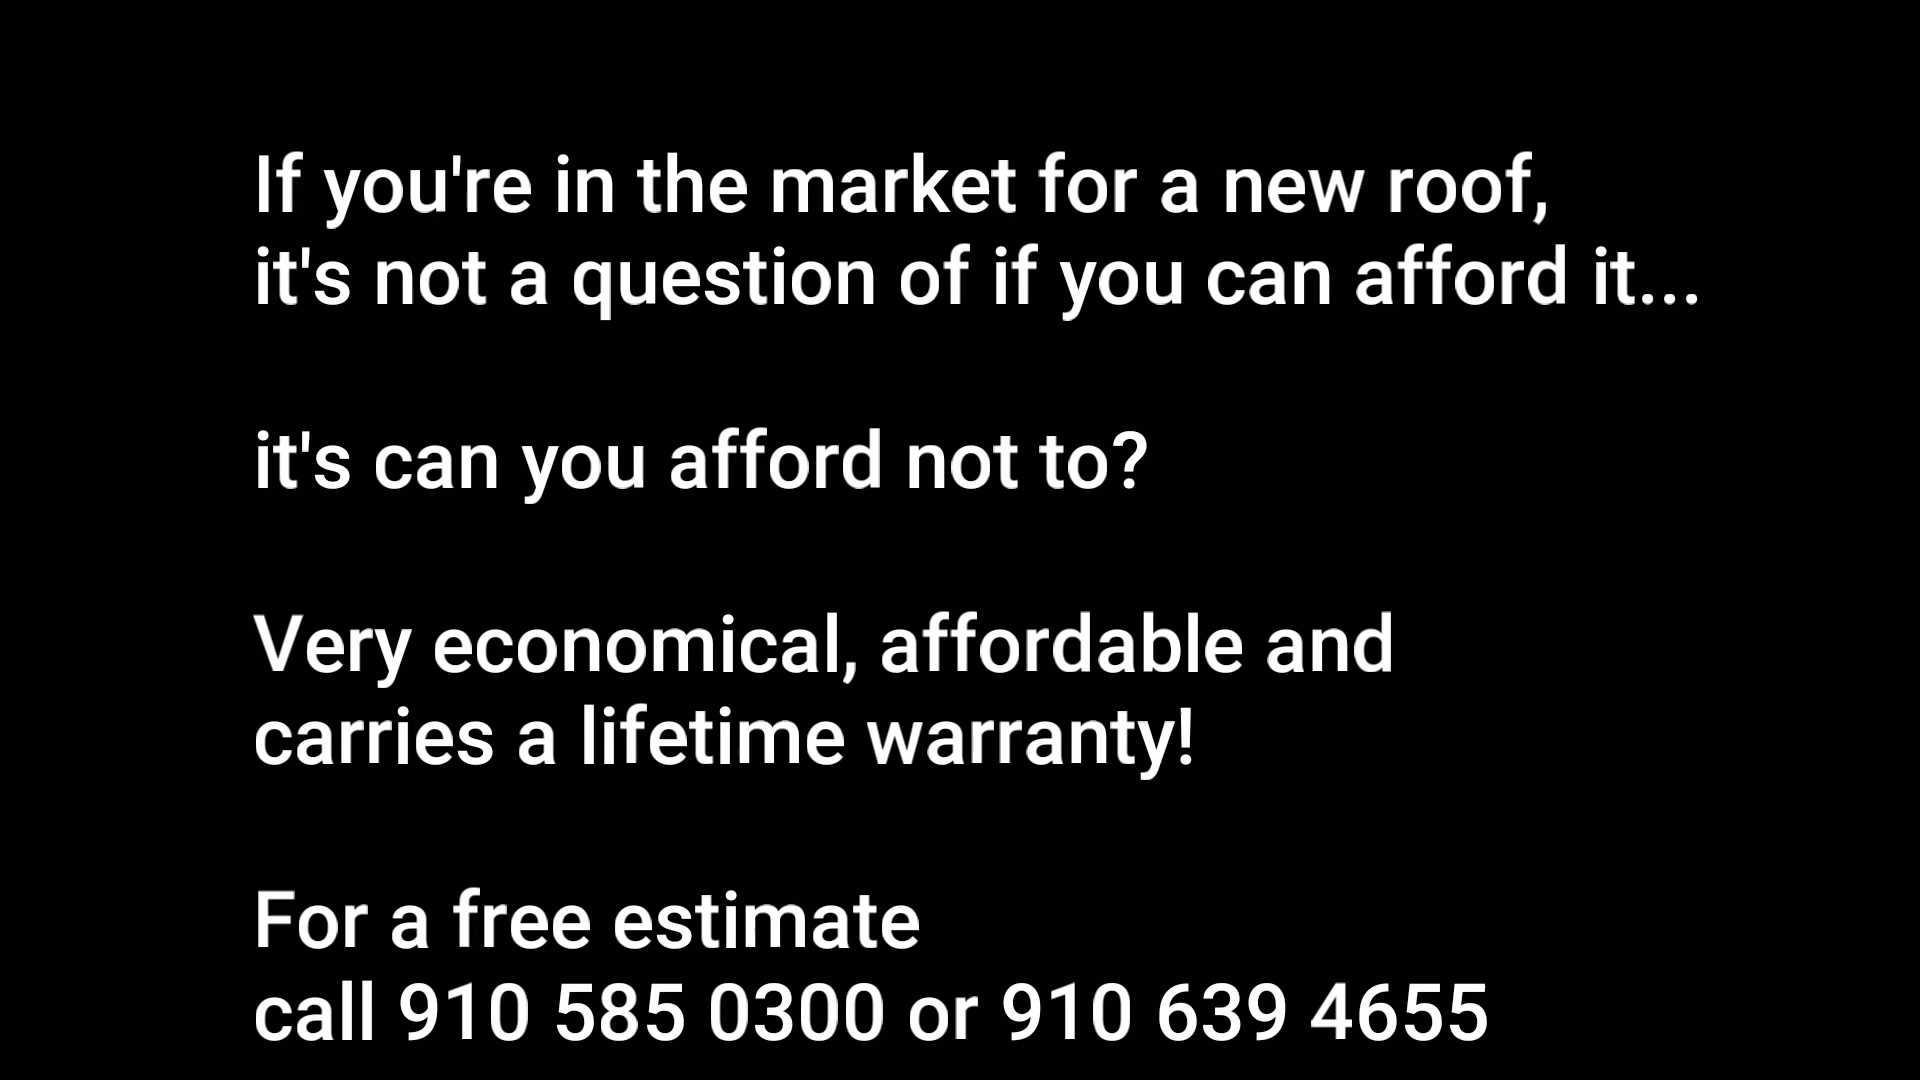 If you're in the market for a new roof,
it's not a question of if you can afford it...
it's can you afford not to?
Very economical, affordable and
carries a lifetime warranty!
For a free estimate
call 910 585 0300 or 910 639 4655